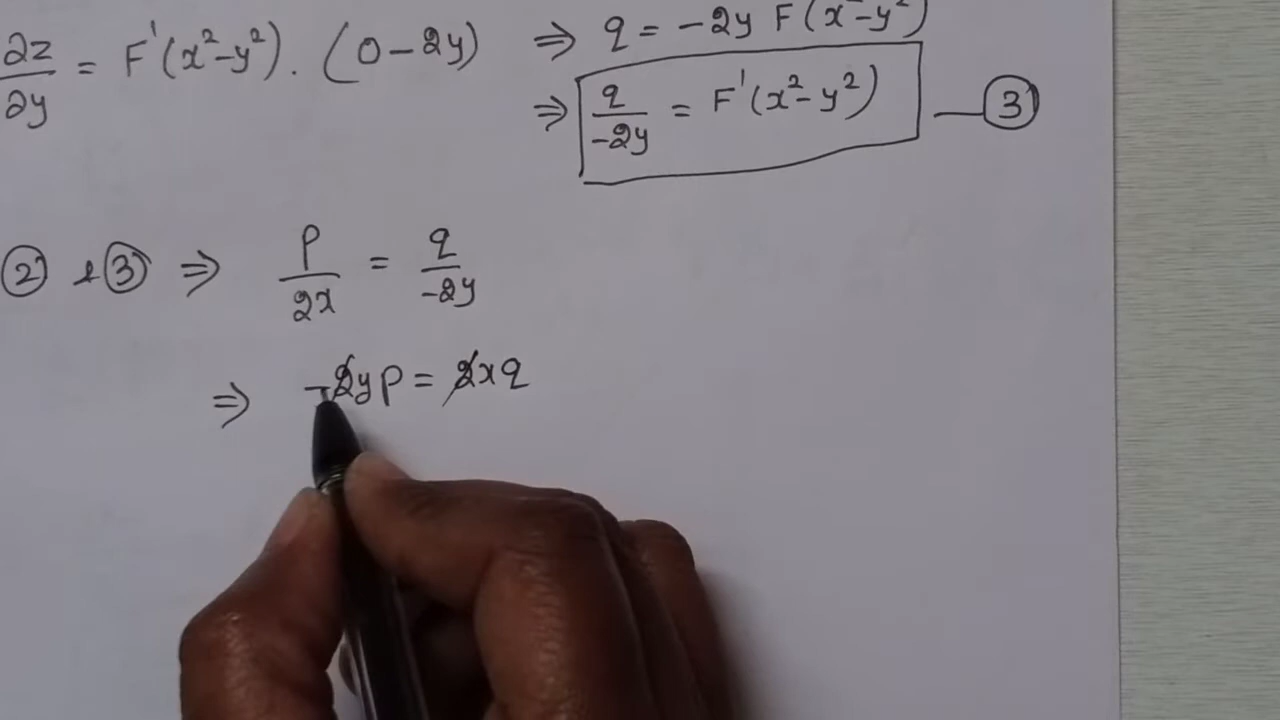 ∂z/∂y = F'(x²-y²) . (0-2y) ⇒ q = -2y F(x²-y²)
⇒ q/-2y = F'(x²-y²) — ③
② & ③ ⇒ p/2x = q/-2y
⇒ -2yp = 2xq